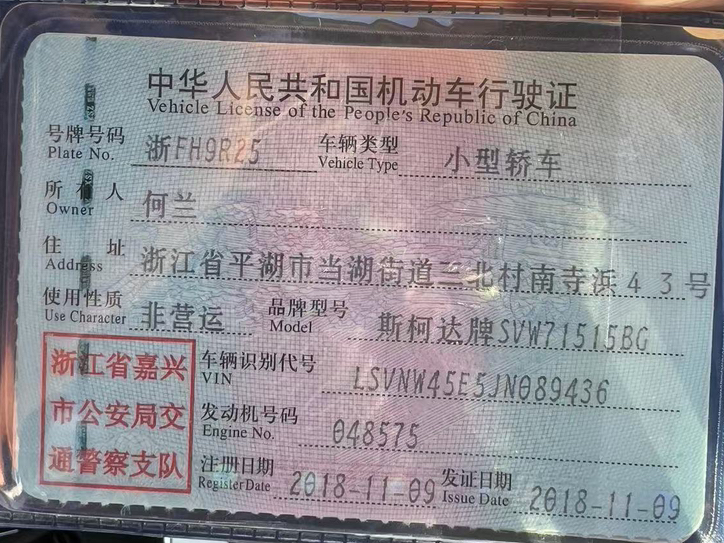 中华人民共和国机动车行驶证
Vehicle License of the People's Republic of China
号牌号码 浙FH9R25 车辆类型 小型轿车
Plate No. Vehicle Type
所有人 何兰
Owner
住址 浙江省平湖市当湖街道三北村南寺浜43号
Address
使用性质 非营运 品牌型号 斯柯达牌SVW71515BG
Use Character Model
浙江省嘉兴
市公安局交
通警察支队
车辆识别代号 LSVNW45E5JN089436
VIN
发动机号码 048575
Engine No.
注册日期 2018-11-09 发证日期 2018-11-09
Register Date Issue Date